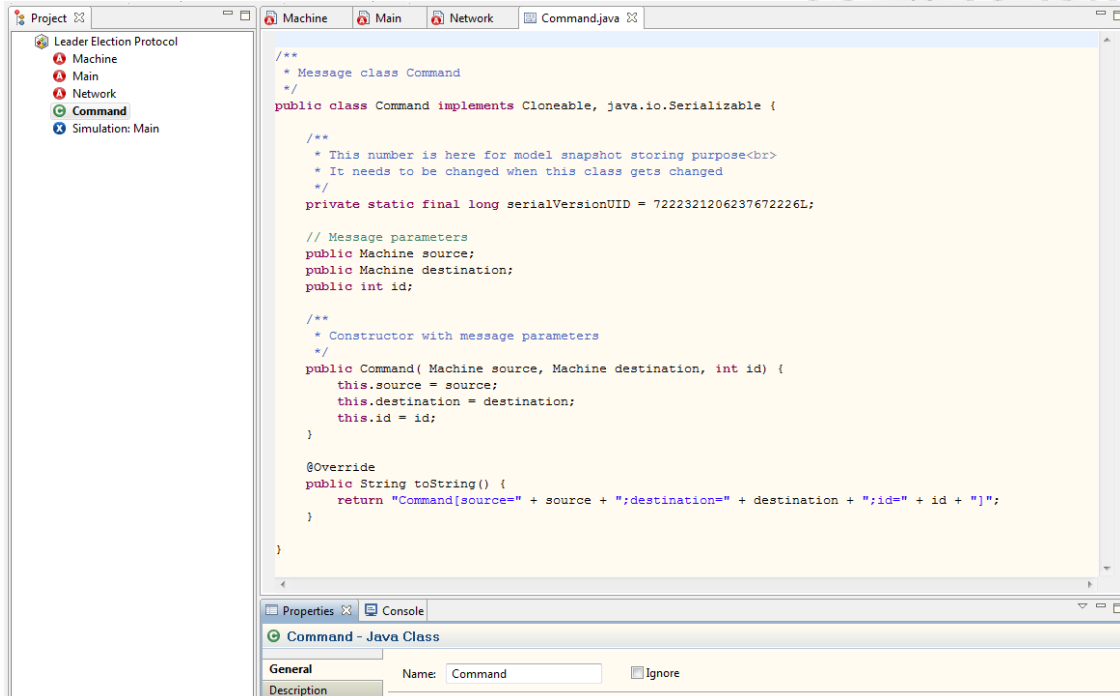 Project
Leader Election Protocol
Machine
Main
Network
Command
Simulation: Main
Machine Main Network Command.java
/**
* Message class Command
*/
public class Command implements Cloneable, java.io.Serializable {
/**
* This number is here for model snapshot storing purpose<br>
* It needs to be changed when this class gets changed
*/
private static final long serialVersionUID = 7222321206237672226L;
// Message parameters
public Machine source;
public Machine destination;
public int id;
/**
* Constructor with message parameters
*/
public Command( Machine source, Machine destination, int id) {
this.source = source;
this.destination = destination;
this.id = id;
}
@Override
public String toString() {
return "Command[source=" + source + ";destination=" + destination + ";id=" + id + "]";
}
}
Properties Console
Command - Java Class
General
Description
Name: Command Ignore